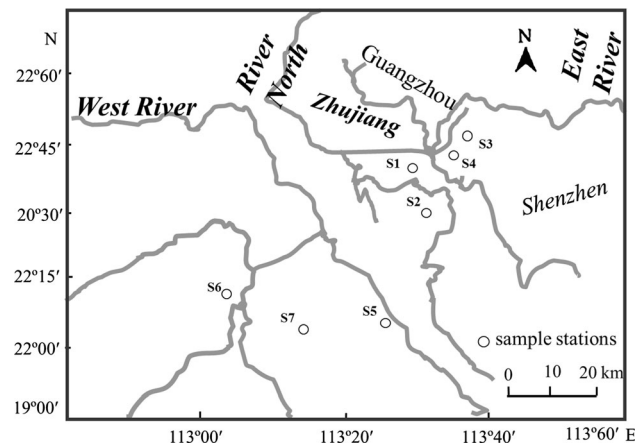 N
22º60′
22º45′
20º30′
22º15′
22º00′
19º00′
113º00′
113º20′
113º40′
113º60′ E
West River
River
North
Guangzhou
Zhujiang
N
East
River
S1
S2
S3
S4
Shenzhen
S6
S7
S5
sample stations
0 10 20 km